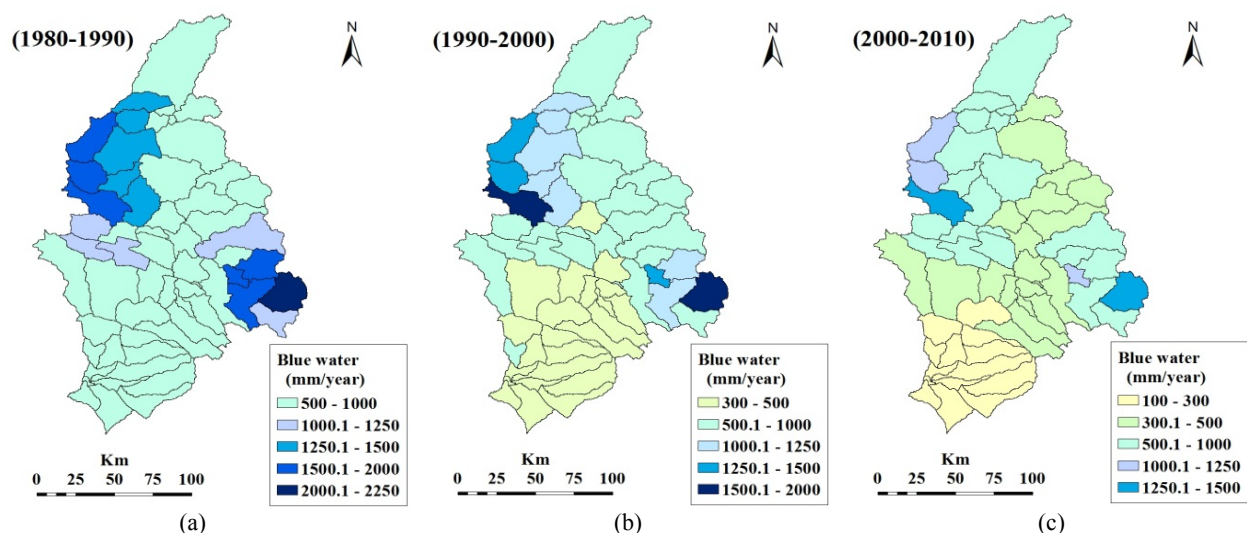 (1980-1990)
N
Blue water
(mm/year)
500 - 1000
1000.1 - 1250
1250.1 - 1500
1500.1 - 2000
2000.1 - 2250
Km
0 25 50 75 100
(a)
(1990-2000)
N
Blue water
(mm/year)
300 - 500
500.1 - 1000
1000.1 - 1250
1250.1 - 1500
1500.1 - 2000
Km
0 25 50 75 100
(b)
(2000-2010)
N
Blue water
(mm/year)
100 - 300
300.1 - 500
500.1 - 1000
1000.1 - 1250
1250.1 - 1500
Km
0 25 50 75 100
(c)